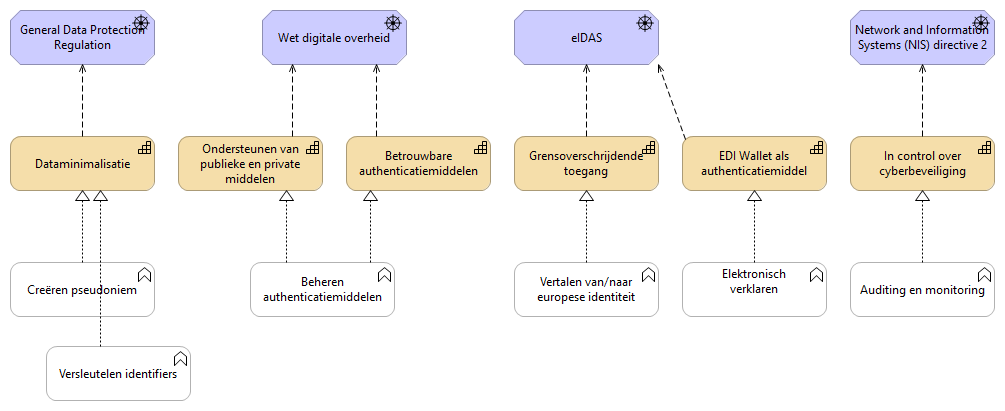 General Data Protection
Regulation
Wet digitale overheid
eIDAS
Network and Information
Systems (NIS) directive 2
Dataminimalisatie
Ondersteunen van
publieke en private
middelen
Betrouwbare
authenticatiemiddelen
Grensoverschrijdende
toegang
EDI Wallet als
authenticatiemiddel
In control over
cyberbeveiliging
Creëren pseudoniem
Beheren
authenticatiemiddelen
Vertalen van/naar
europese identiteit
Elektronisch
verklaren
Auditing en monitoring
Versleutelen identifiers